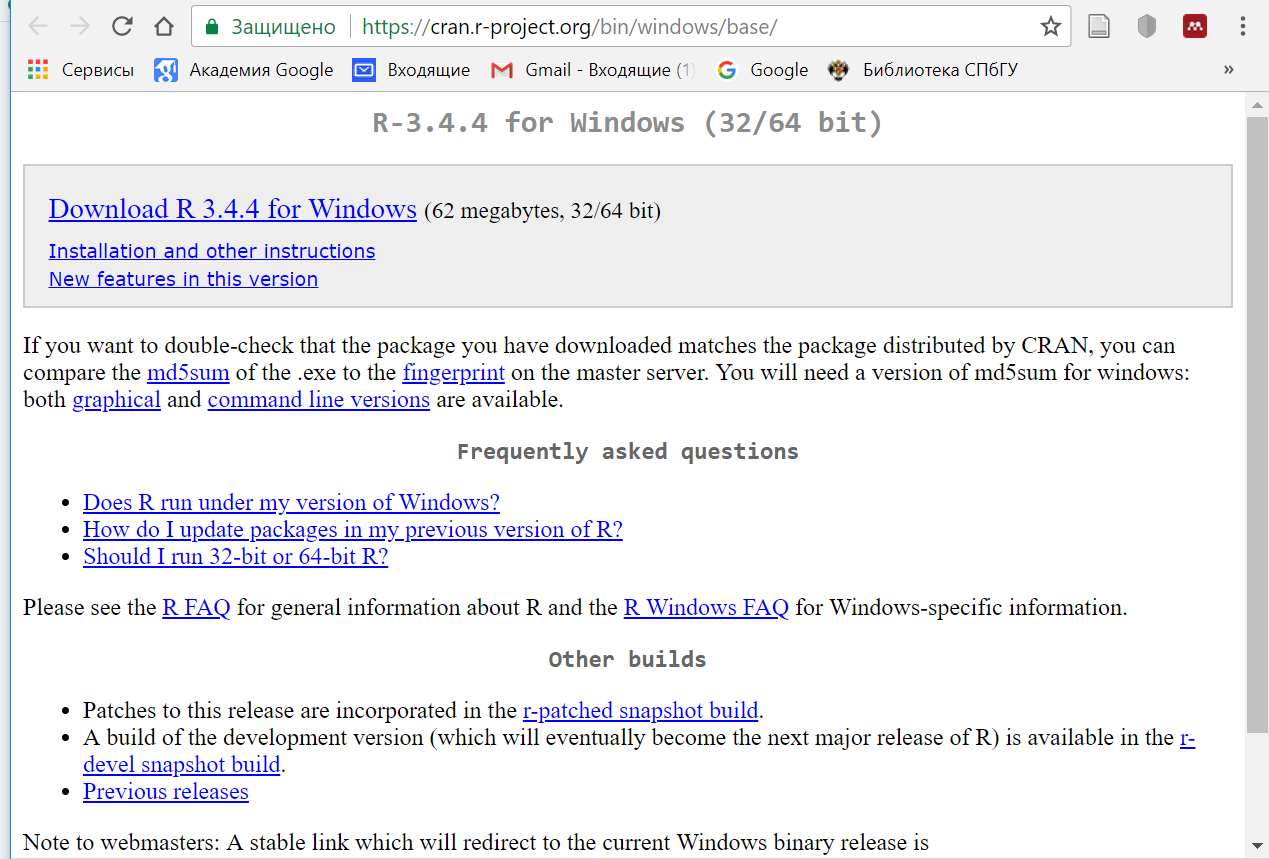 Защищено https://cran.r-project.org/bin/windows/base/
Сервисы Академия Google Входящие Gmail - Входящие (1) Google Библиотека СПбГУ »
R-3.4.4 for Windows (32/64 bit)
Download R 3.4.4 for Windows (62 megabytes, 32/64 bit)
Installation and other instructions
New features in this version
If you want to double-check that the package you have downloaded matches the package distributed by CRAN, you can
compare the md5sum of the .exe to the fingerprint on the master server. You will need a version of md5sum for windows:
both graphical and command line versions are available.
Frequently asked questions
• Does R run under my version of Windows?
• How do I update packages in my previous version of R?
• Should I run 32-bit or 64-bit R?
Please see the R FAQ for general information about R and the R Windows FAQ for Windows-specific information.
Other builds
• Patches to this release are incorporated in the r-patched snapshot build.
• A build of the development version (which will eventually become the next major release of R) is available in the r-
devel snapshot build.
• Previous releases
Note to webmasters: A stable link which will redirect to the current Windows binary release is